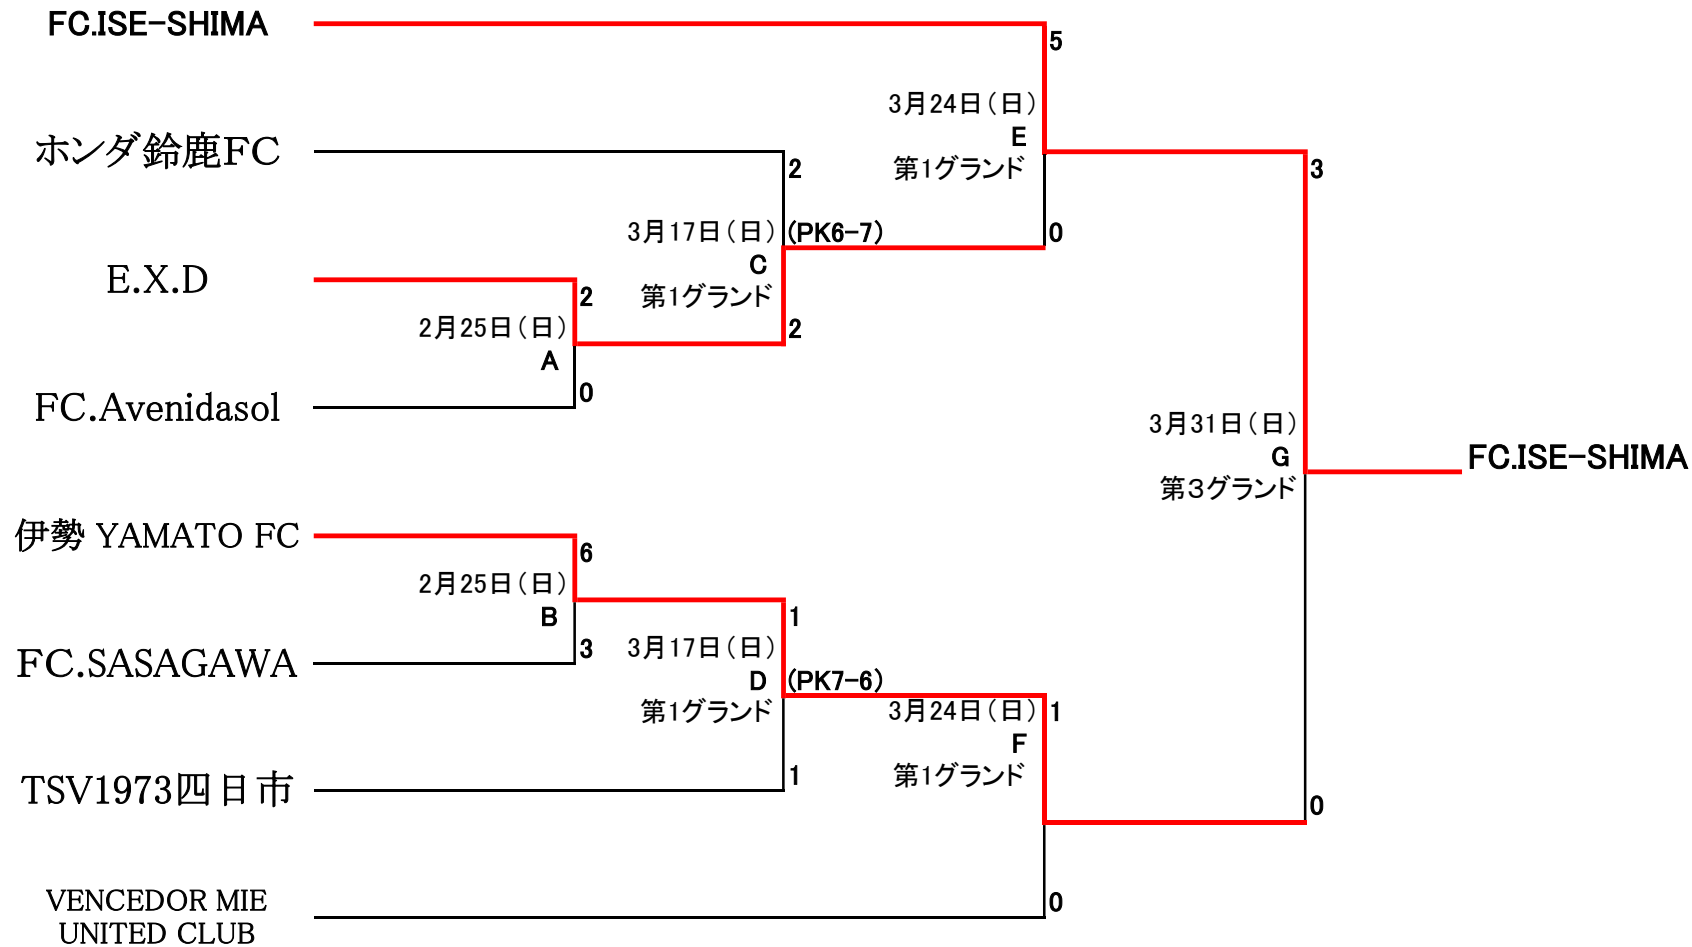 FC.ISE-SHIMA
5
3月24日(日)
E
第1グランド
ホンダ鈴鹿FC
2
3
3月17日(日)
(PK6-7)
0
C
第1グランド
E.X.D
2
2月25日(日)
2
A
0
FC.Avenidasol
3月31日(日)
G
第3グランド
FC.ISE-SHIMA
伊勢 YAMATO FC
6
2月25日(日)
B
1
3
3月17日(日)
FC.SASAGAWA
D
(PK7-6)
第1グランド
3月24日(日)
1
F
第1グランド
TSV1973四日市
1
0
VENCEDOR MIE
UNITED CLUB
0